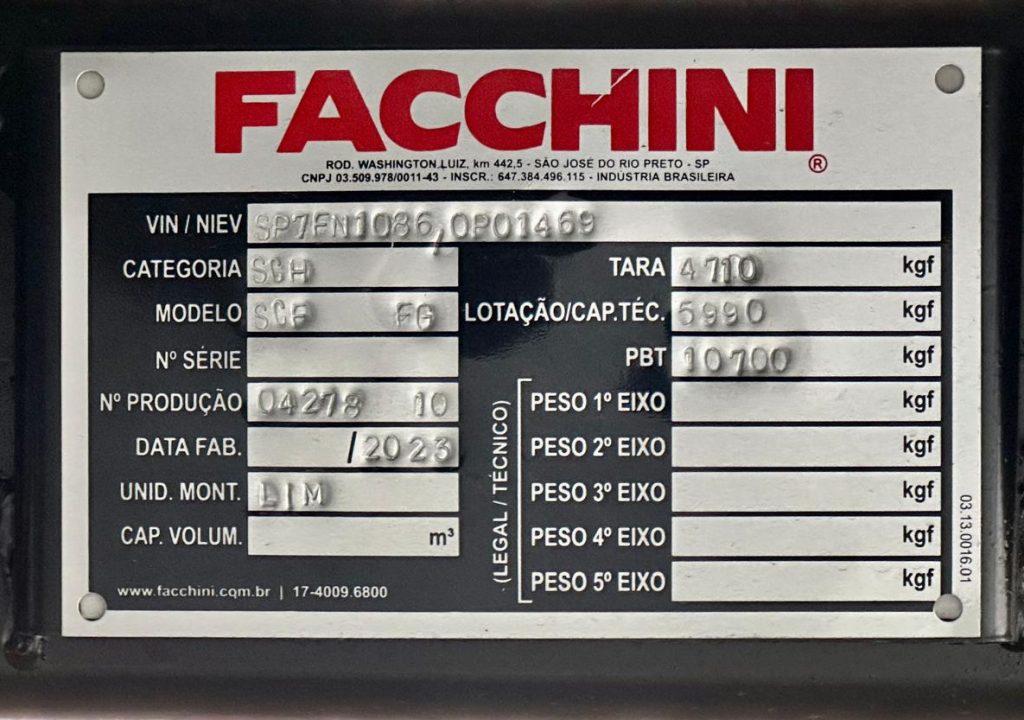 FACCHINI
ROD. WASHINGTON LUIZ, km 442,5 - SÃO JOSÉ DO RIO PRETO - SP
®
CNPJ 03.509.978/0011-43 - INSCR.: 647.384.496.115 - INDÚSTRIA BRASILEIRA
VIN / NIEV SP7FN1086,0P01469
CATEGORIA SCH
TARA 4710 kgf
MODELO SCF FG
LOTAÇÃO/CAP.TÉC. 5990 kgf
Nº SÉRIE
PBT 10700 kgf
Nº PRODUÇÃO 04278 10
DATA FAB. /2023
UNID. MONT. LIM
CAP. VOLUM. m³
(LEGAL / TÉCNICO)
PESO 1º EIXO kgf
PESO 2º EIXO kgf
PESO 3º EIXO kgf
PESO 4º EIXO kgf
PESO 5º EIXO kgf
www.facchini.com.br | 17-4009.6800
03.13.0016.01